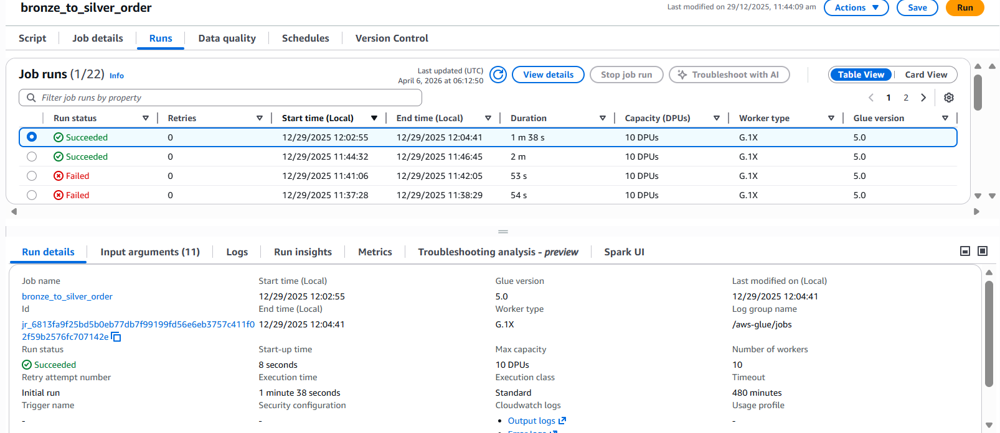 bronze_to_silver_order
Last modified on 29/12/2025, 11:44:09 am
Actions
Save
Run
Script
Job details
Runs
Data quality
Schedules
Version Control
Job runs (1/22) Info
Last updated (UTC)
April 6, 2026 at 06:12:50
View details
Stop job run
Troubleshoot with AI
Table View
Card View
Filter job runs by property
1 2
Run status Retries Start time (Local) End time (Local) Duration Capacity (DPUs) Worker type Glue version
Succeeded 0 12/29/2025 12:02:55 12/29/2025 12:04:41 1 m 38 s 10 DPUs G.1X 5.0
Succeeded 0 12/29/2025 11:44:32 12/29/2025 11:46:45 2 m 10 DPUs G.1X 5.0
Failed 0 12/29/2025 11:41:06 12/29/2025 11:42:05 53 s 10 DPUs G.1X 5.0
Failed 0 12/29/2025 11:37:28 12/29/2025 11:38:29 54 s 10 DPUs G.1X 5.0
Run details
Input arguments (11)
Logs
Run insights
Metrics
Troubleshooting analysis - preview
Spark UI
Job name
bronze_to_silver_order
Id
jr_6813fa9f25bd5b0eb77db7f99199fd56e6eb3757c411f0
2f59b2576fc707142e
Run status
Succeeded
Retry attempt number
Initial run
Trigger name
-
Start time (Local)
12/29/2025 12:02:55
End time (Local)
12/29/2025 12:04:41
Start-up time
8 seconds
Execution time
1 minute 38 seconds
Security configuration
-
Glue version
5.0
Worker type
G.1X
Max capacity
10 DPUs
Execution class
Standard
Cloudwatch logs
• Output logs
• Error logs
Last modified on (Local)
12/29/2025 12:04:41
Log group name
/aws-glue/jobs
Number of workers
10
Timeout
480 minutes
Usage profile
-